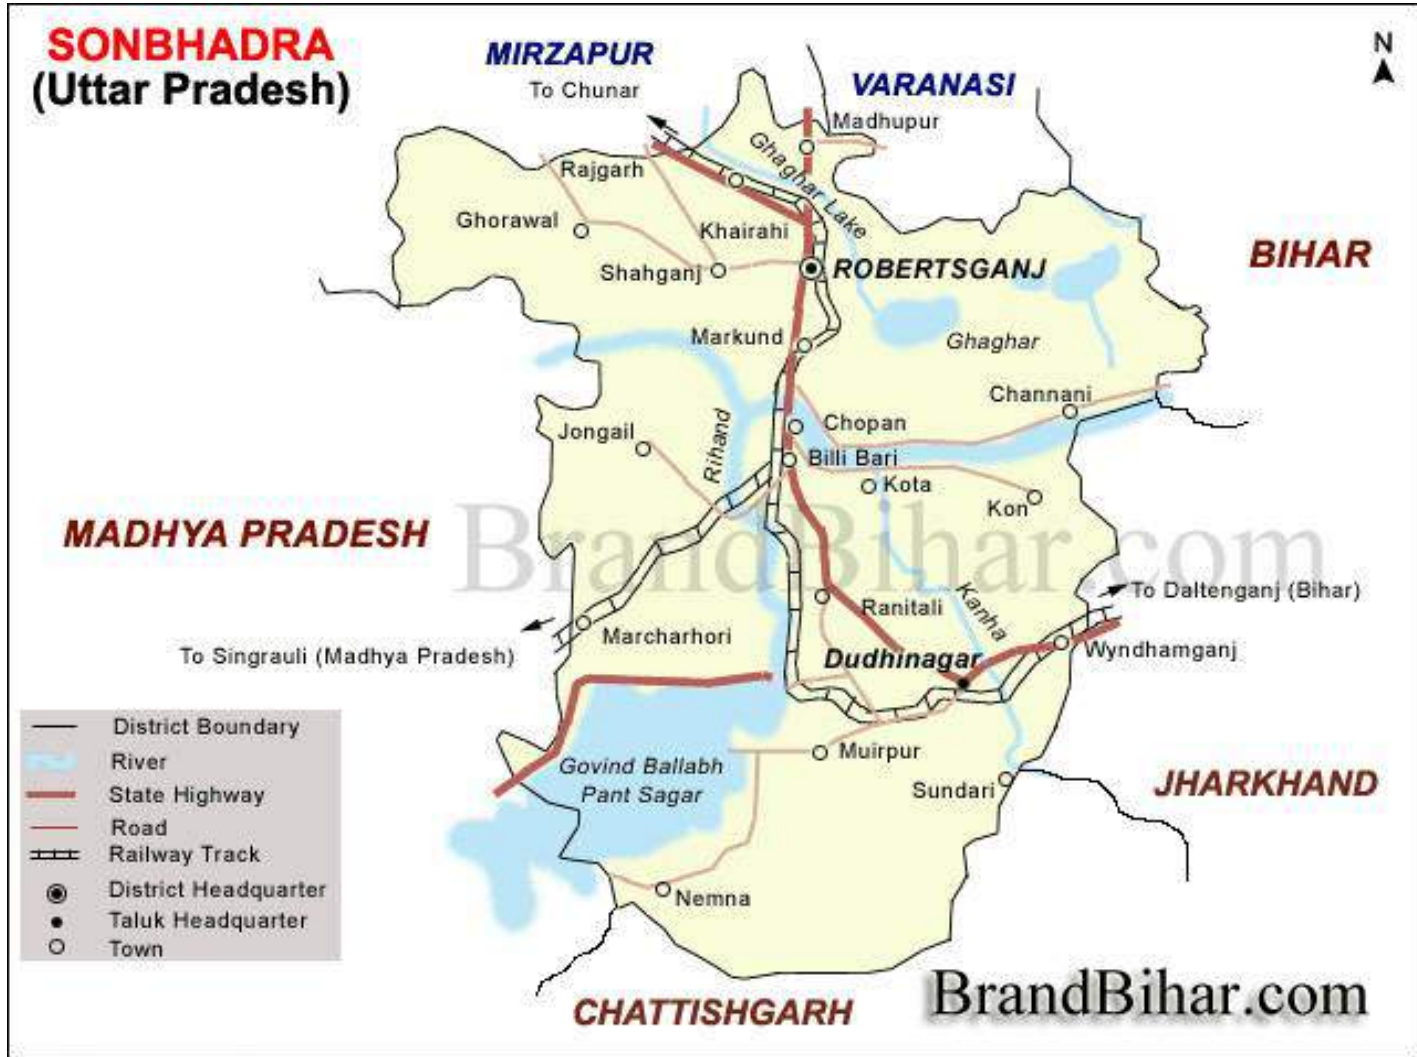 SONBHADRA
(Uttar Pradesh)
MIRZAPUR
To Chunar
VARANASI
N
Madhupur
Rajgarh
Ghaghar Lake
Ghorawal
Khairahi
Shahganj
ROBERTSGANJ
BIHAR
Markund
Ghaghar
Channani
Jongail
Rihand
Chopan
Billi Bari
Kota
Kon
MADHYA PRADESH
BrandBihar.com
To Daltenganj (Bihar)
Kanha
Ranitali
Marcharhori
To Singrauli (Madhya Pradesh)
Dudhinagar
Wyndhamganj
District Boundary
River
State Highway
Road
Railway Track
District Headquarter
Taluk Headquarter
Town
Govind Ballabh
Pant Sagar
Muirpur
Sundari
JHARKHAND
Nemna
CHATTISHGARH
BrandBihar.com